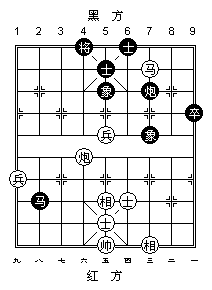 黑 方
1 2 3 4 5 6 7 8 9
将 士
士 马
象 炮
卒
兵 象
炮
兵
马 相 士
士
帅 相
九 八 七 六 五 四 三 二 一
红 方